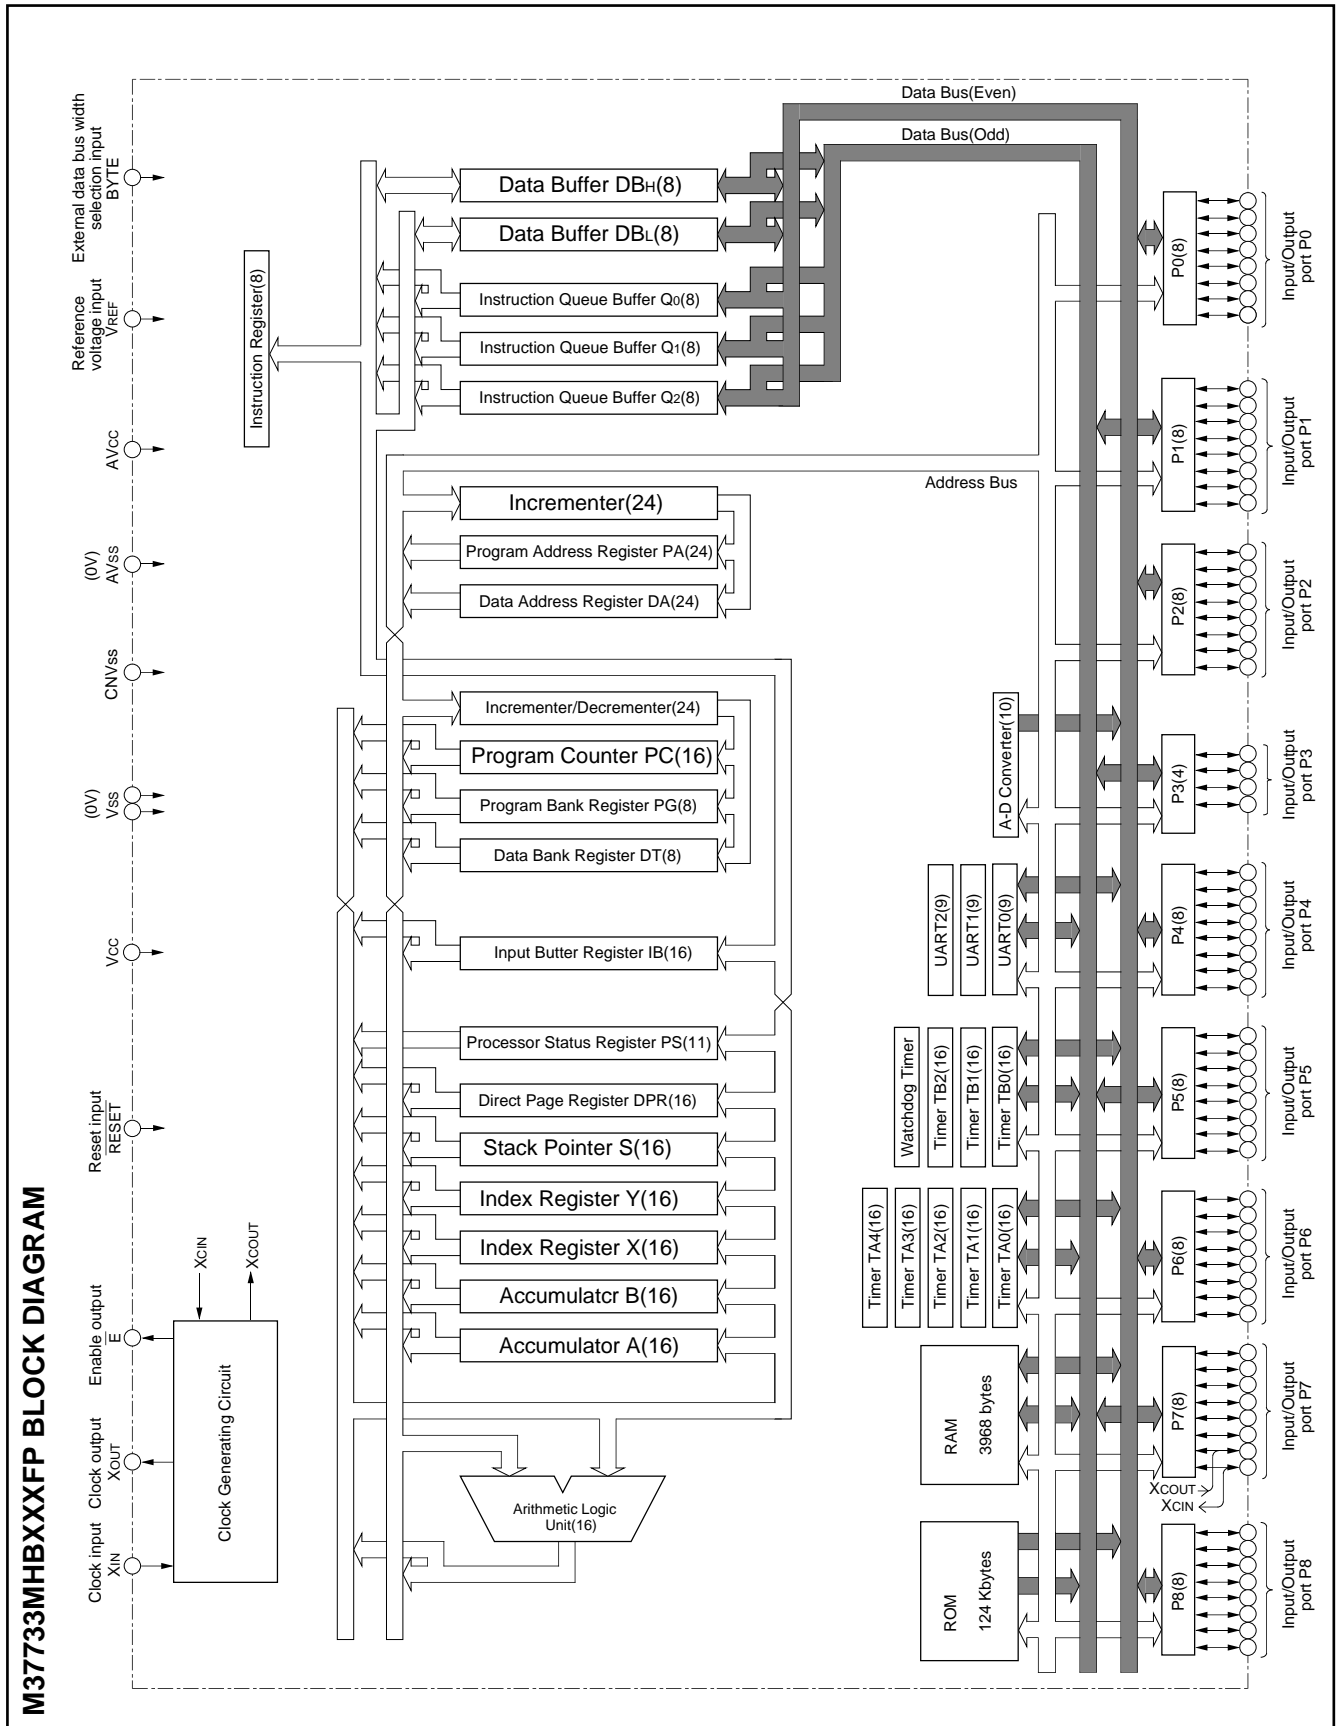 M37733MHBXXXFP BLOCK DIAGRAM
Clock input
XIN
Clock output
XOUT
Enable output
E
Reset input
RESET
VCC
(0V)
VSS
CNVSS
(0V)
AVSS
AVCC
Reference
voltage input
VREF
External data bus width
selection input
BYTE
Clock Generating Circuit
XCIN
XCOUT
Instruction Register(8)
Data Bus(Even)
Data Bus(Odd)
Data Buffer DBH(8)
Data Buffer DBL(8)
Instruction Queue Buffer Q0(8)
Instruction Queue Buffer Q1(8)
Instruction Queue Buffer Q2(8)
Address Bus
Incrementer(24)
Program Address Register PA(24)
Data Address Register DA(24)
Incrementer/Decrementer(24)
Program Counter PC(16)
Program Bank Register PG(8)
Data Bank Register DT(8)
Input Butter Register IB(16)
Processor Status Register PS(11)
Direct Page Register DPR(16)
Stack Pointer S(16)
Index Register Y(16)
Index Register X(16)
Accumulatcr B(16)
Accumulator A(16)
Arithmetic Logic
Unit(16)
A-D Converter(10)
UART2(9)
UART1(9)
UART0(9)
Watchdog Timer
Timer TB2(16)
Timer TB1(16)
Timer TB0(16)
Timer TA4(16)
Timer TA3(16)
Timer TA2(16)
Timer TA1(16)
Timer TA0(16)
RAM
3968 bytes
ROM
124 Kbytes
P0(8)
Input/Output
port P0
P1(8)
Input/Output
port P1
P2(8)
Input/Output
port P2
P3(4)
Input/Output
port P3
P4(8)
Input/Output
port P4
P5(8)
Input/Output
port P5
P6(8)
Input/Output
port P6
P7(8)
Input/Output
port P7
XCOUT
XCIN
P8(8)
Input/Output
port P8